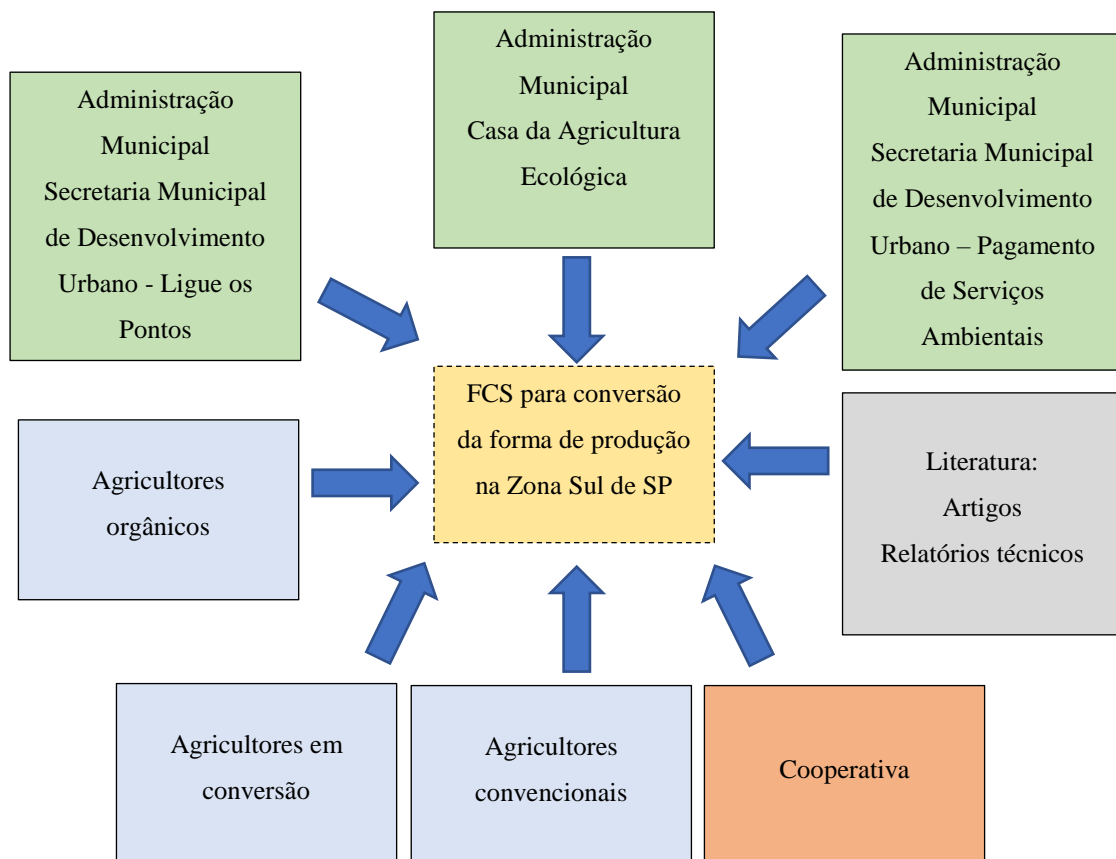 Administração
Municipal
Secretaria Municipal
de Desenvolvimento
Urbano - Ligue os
Pontos
Administração
Municipal
Casa da Agricultura
Ecológica
Administração
Municipal
Secretaria Municipal
de Desenvolvimento
Urbano – Pagamento
de Serviços
Ambientais
FCS para conversão
da forma de produção
na Zona Sul de SP
Agricultores
orgânicos
Literatura:
Artigos
Relatórios técnicos
Agricultores em
conversão
Agricultores
convencionais
Cooperativa